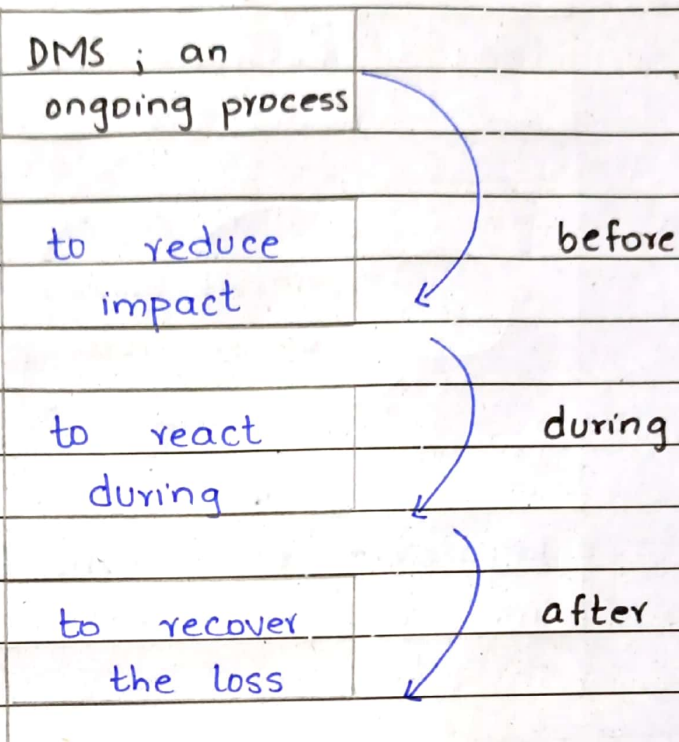 DMS ; an
ongoing process
to reduce before
impact
to react during
during
to recover after
the loss